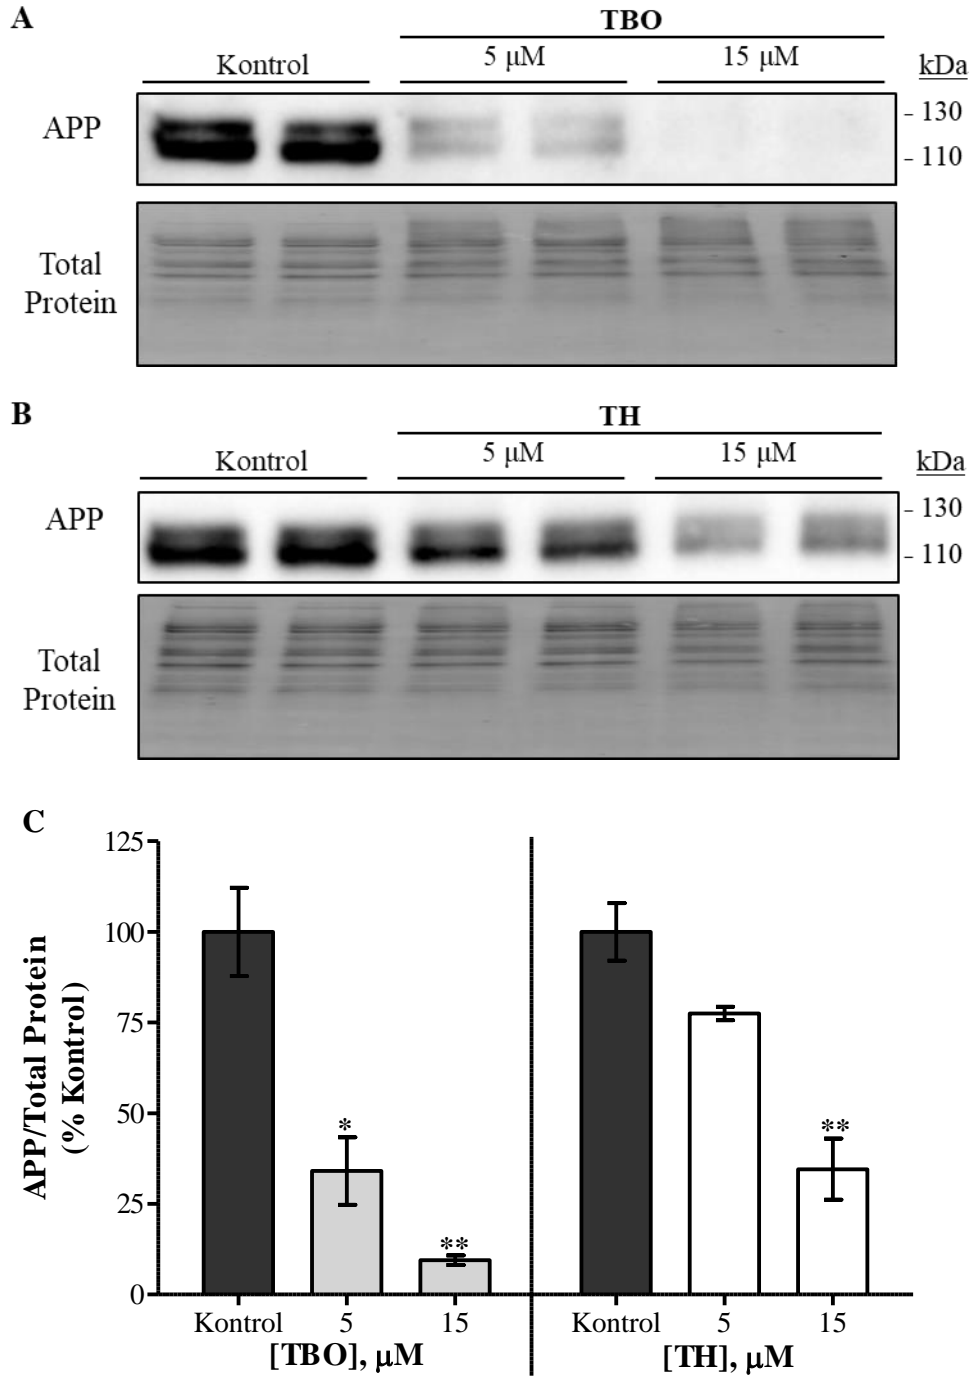 A
TBO
Kontrol
5 μM
15 μM
kDa
APP
- 130
- 110
Total
Protein
B
TH
Kontrol
5 μM
15 μM
kDa
APP
- 130
- 110
Total
Protein
C
APP/Total Protein
(% Kontrol)
125
100
75
50
25
0
*
**
**
Kontrol 5 15 Kontrol 5 15
[TBO], μM [TH], μM